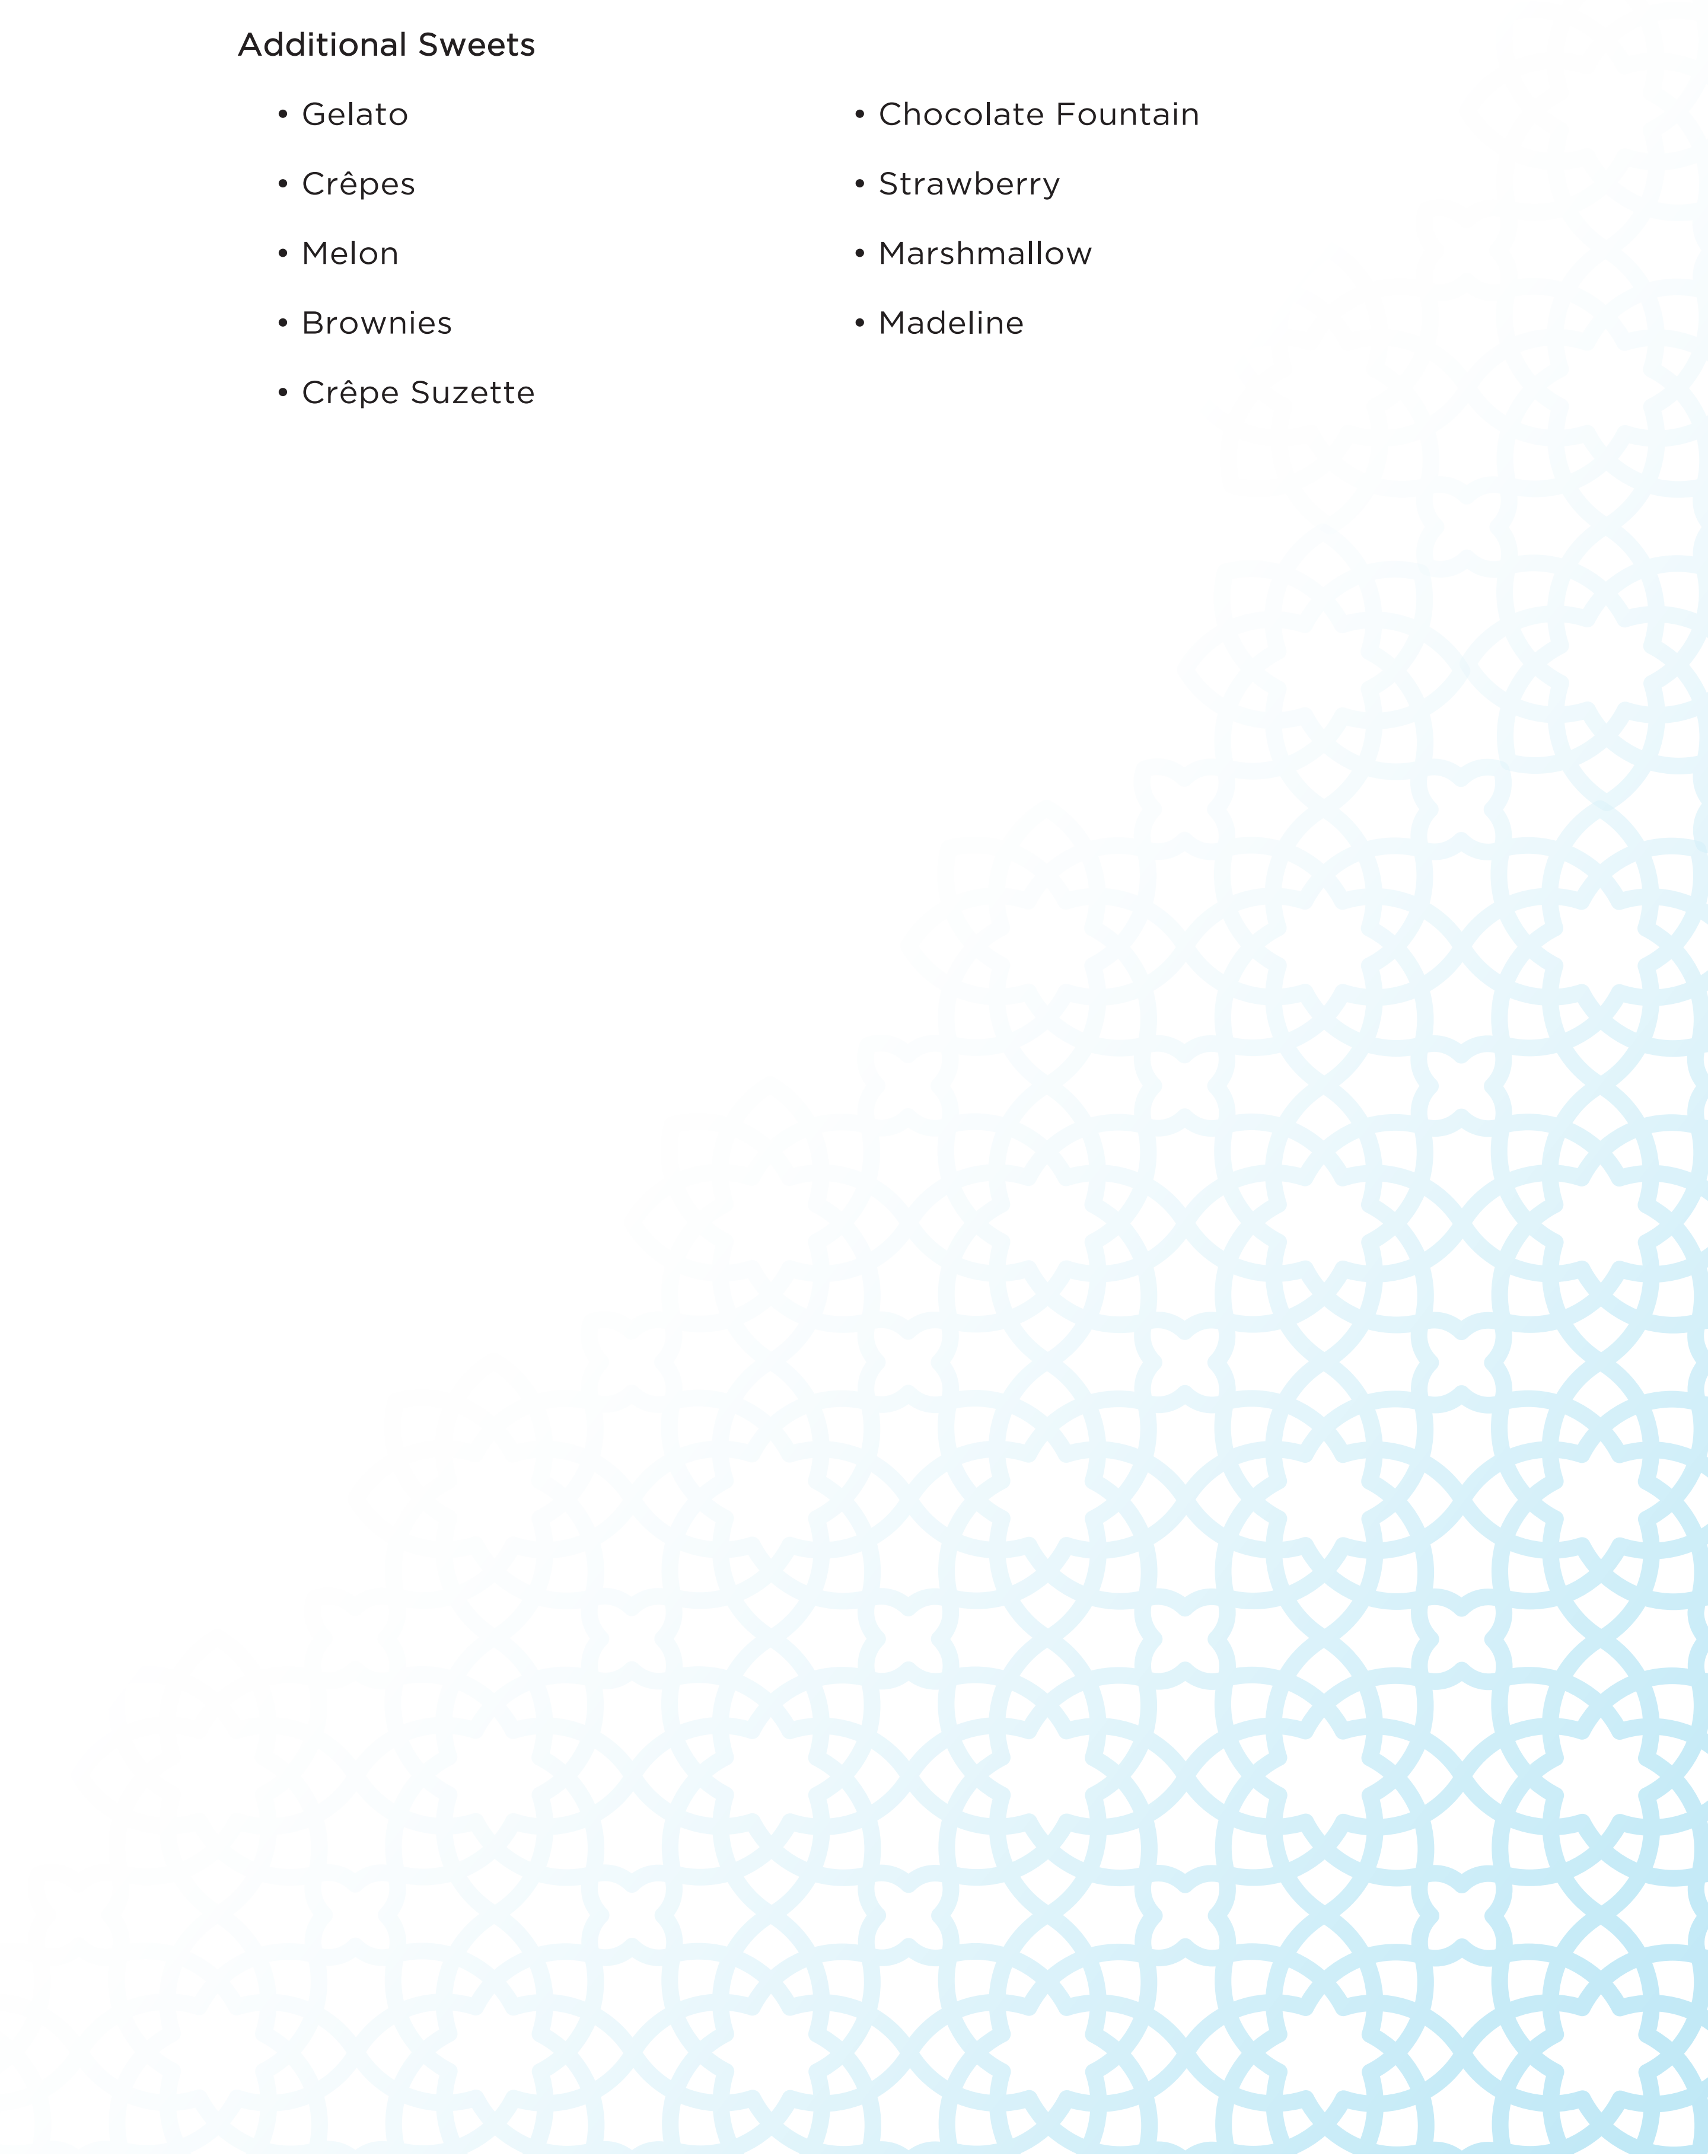 Additional Sweets
• Gelato
• Crêpes
• Melon
• Brownies
• Crêpe Suzette
• Chocolate Fountain
• Strawberry
• Marshmallow
• Madeline